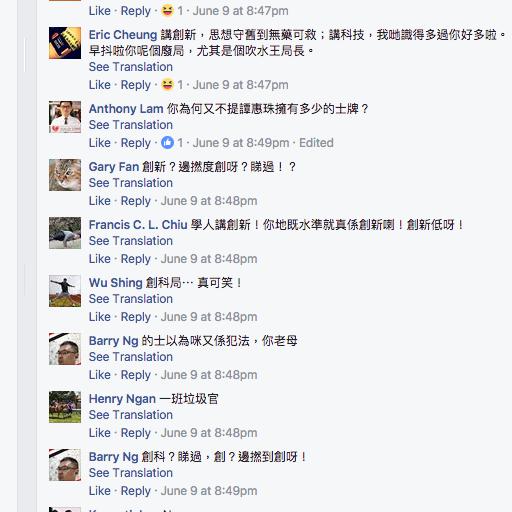 Like · Reply · 1 · June 9 at 8:47pm
Eric Cheung 講創新，思想守舊到無藥可救；講科技，我哋識得多過你好多啦。
早抖啦你呢個廢局，尤其是個吹水王局長。
See Translation
Like · Reply · 1 · June 9 at 8:47pm
Anthony Lam 你為何又不提譚惠珠擁有多少的士牌？
See Translation
Like · Reply · 1 · June 9 at 8:49pm · Edited
Gary Fan 創新？邊撚度創呀？睇過！？
See Translation
Like · Reply · June 9 at 8:48pm
Francis C. L. Chiu 學人講創新！你地既水準就真係創新喇！創新低呀！
See Translation
Like · Reply · June 9 at 8:48pm
Wu Shing 創科局⋯ 真可笑！
See Translation
Like · Reply · June 9 at 8:48pm
Barry Ng 的士以為咪又係犯法，你老母
See Translation
Like · Reply · June 9 at 8:48pm
Henry Ngan 一班垃圾官
See Translation
Like · Reply · June 9 at 8:48pm
Barry Ng 創科？睇過，創？邊撚到創呀！
See Translation
Like · Reply · June 9 at 8:49pm